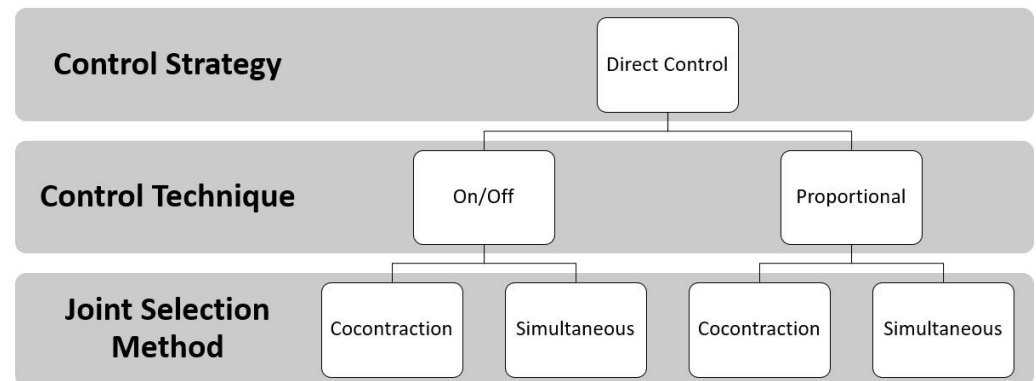 Control Strategy
Direct Control
Control Technique
On/Off
Proportional
Joint Selection
Method
Cocontraction
Simultaneous
Cocontraction
Simultaneous